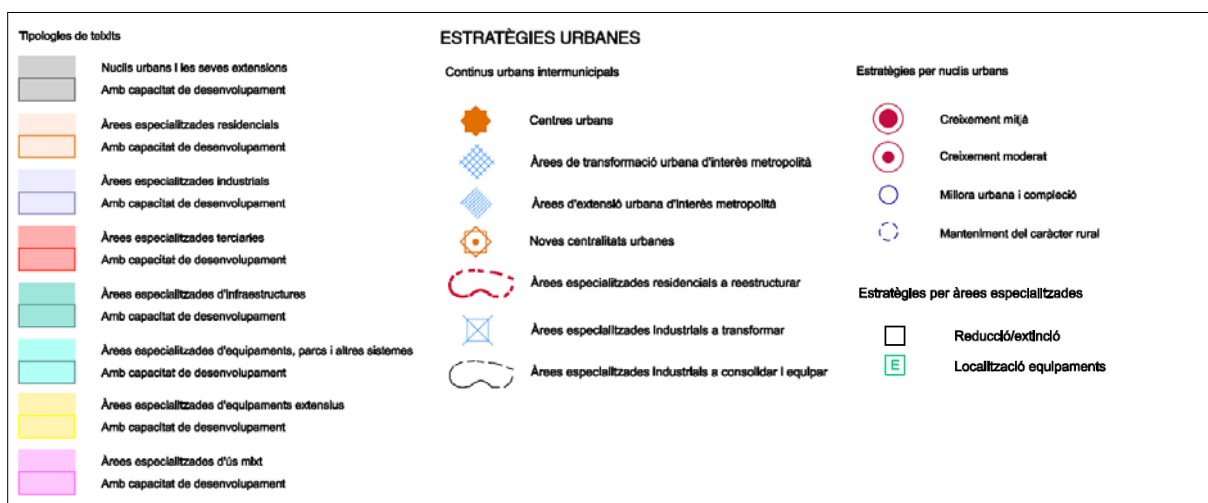 Tipologies de teixits
Nuclis urbans i les seves extensions
Amb capacitat de desenvolupament
Àrees especialitzades residencials
Amb capacitat de desenvolupament
Àrees especialitzades industrials
Amb capacitat de desenvolupament
Àrees especialitzades terciaries
Amb capacitat de desenvolupament
Àrees especialitzades d'infraestructures
Amb capacitat de desenvolupament
Àrees especialitzades d'equipaments, parcs i altres sistemes
Amb capacitat de desenvolupament
Àrees especialitzades d'equipaments extensius
Amb capacitat de desenvolupament
Àrees especialitzades d'ús mixt
Amb capacitat de desenvolupament
ESTRATÈGIES URBANES
Continus urbans intermunicipals
Centres urbans
Àrees de transformació urbana d'interès metropolità
Àrees d'extensió urbana d'interès metropolità
Noves centralitats urbanes
Àrees especialitzades residencials a reestructurar
Àrees especialitzades industrials a transformar
Àrees especialitzades industrials a consolidar i equipar
Estratègies per nuclis urbans
Creixement mitjà
Creixement moderat
Millora urbana i compleció
Manteniment del caràcter rural
Estratègies per àrees especialitzades
Reducció/extinció
E Localització equipaments